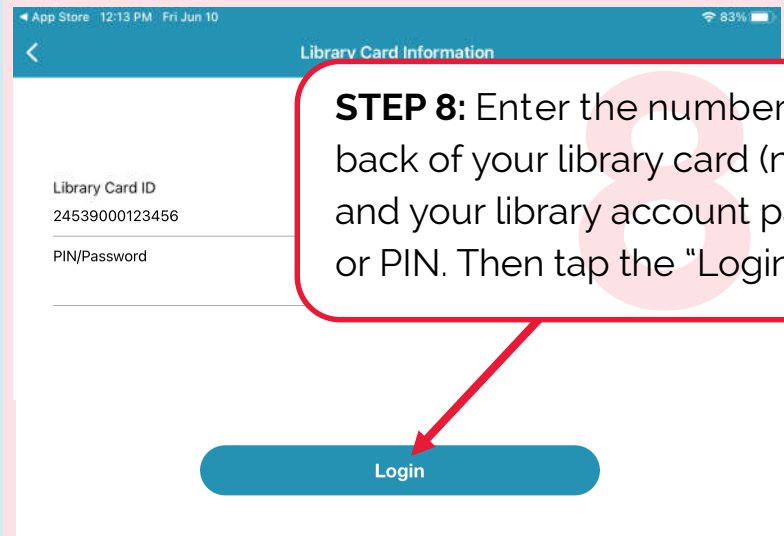 ◄ App Store 12:13 PM Fri Jun 10 83%
Library Card Information
STEP 8: Enter the number
back of your library card (n
and your library account p
or PIN. Then tap the “Login
8
Library Card ID
24539000123456
PIN/Password
Login